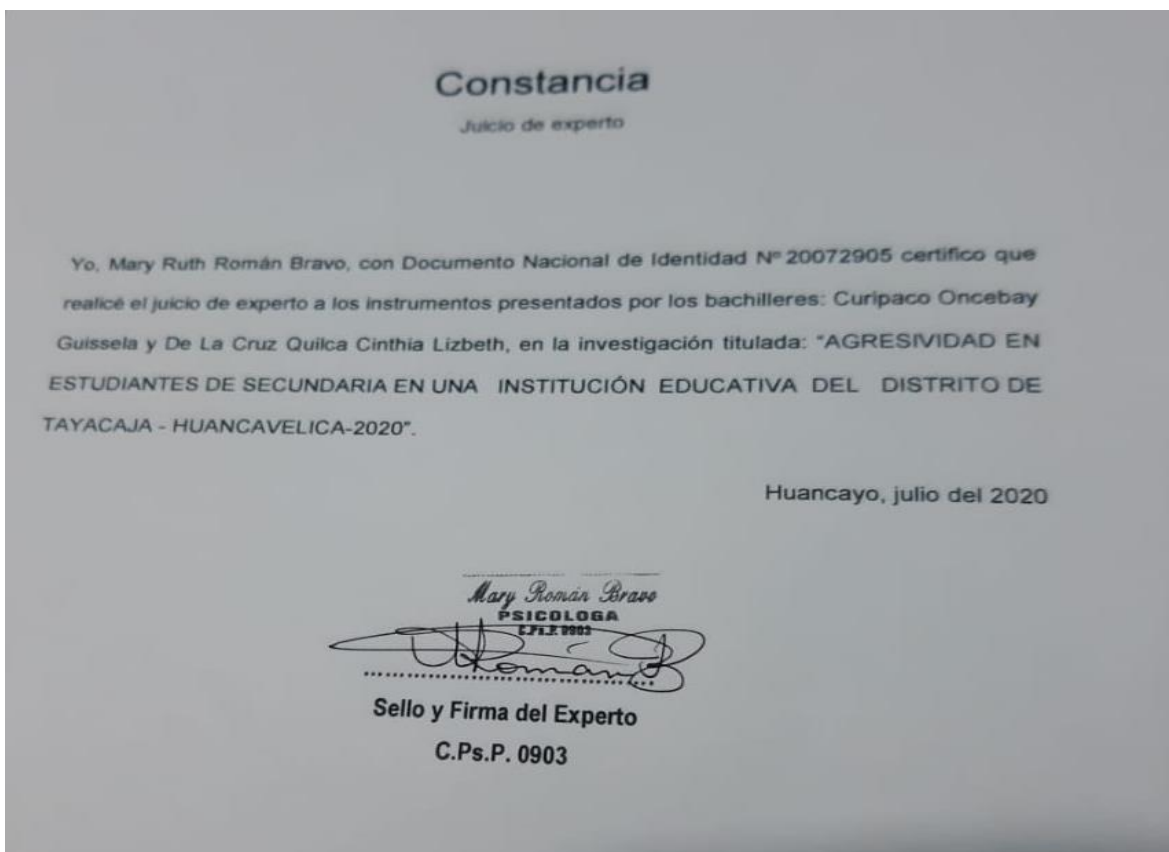 Constancia
Juicio de experto
Yo, Mary Ruth Román Bravo, con Documento Nacional de Identidad Nº 20072905 certifico que
realicé el juicio de experto a los instrumentos presentados por los bachilleres: Curipaco Oncebay
Guissela y De La Cruz Quilca Cinthia Lizbeth, en la investigación titulada: "AGRESIVIDAD EN
ESTUDIANTES DE SECUNDARIA EN UNA INSTITUCIÓN EDUCATIVA DEL DISTRITO DE
TAYACAJA - HUANCAVELICA-2020".
Huancayo, julio del 2020
Mary Román Bravo
PSICOLOGA
C.Ps.P. 0903
MRománB
Sello y Firma del Experto
C.Ps.P. 0903